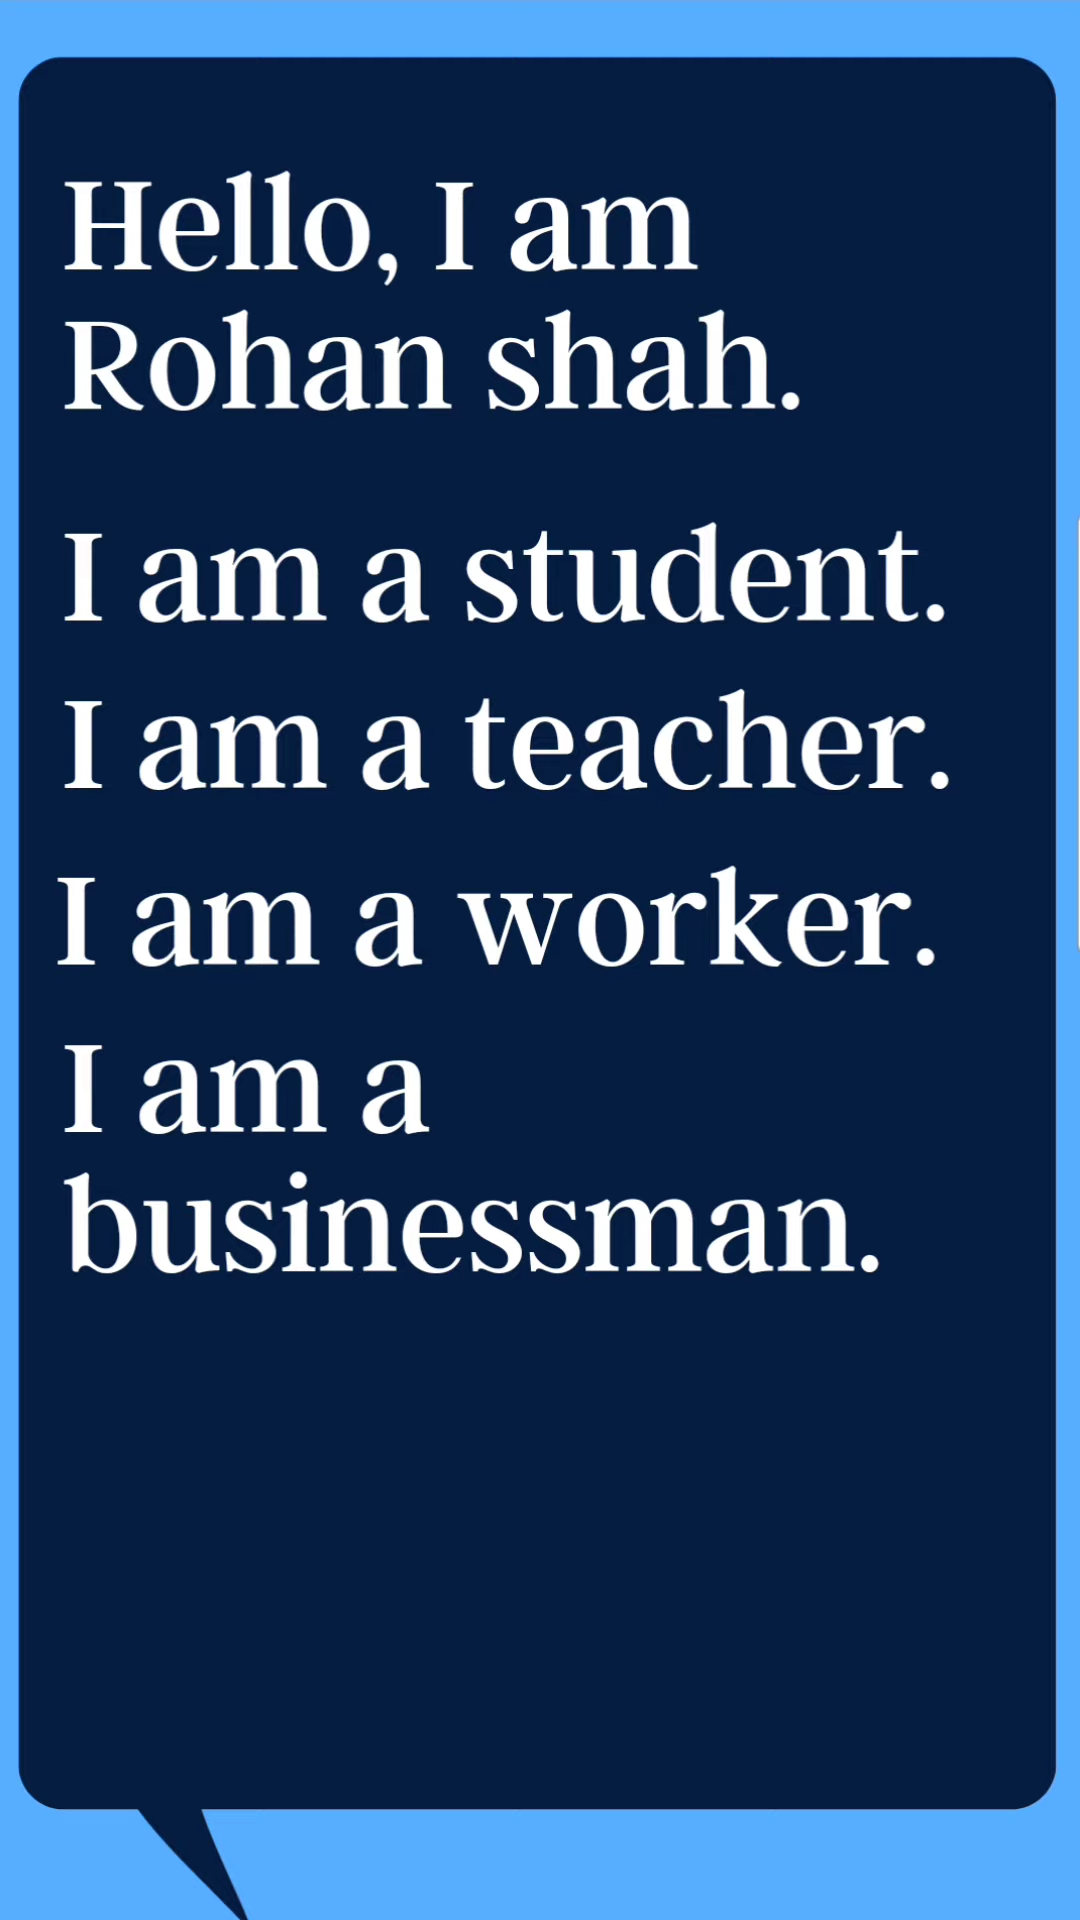 Hello, I am
Rohan shah.
I am a student.
I am a teacher.
I am a worker.
I am a
businessman.